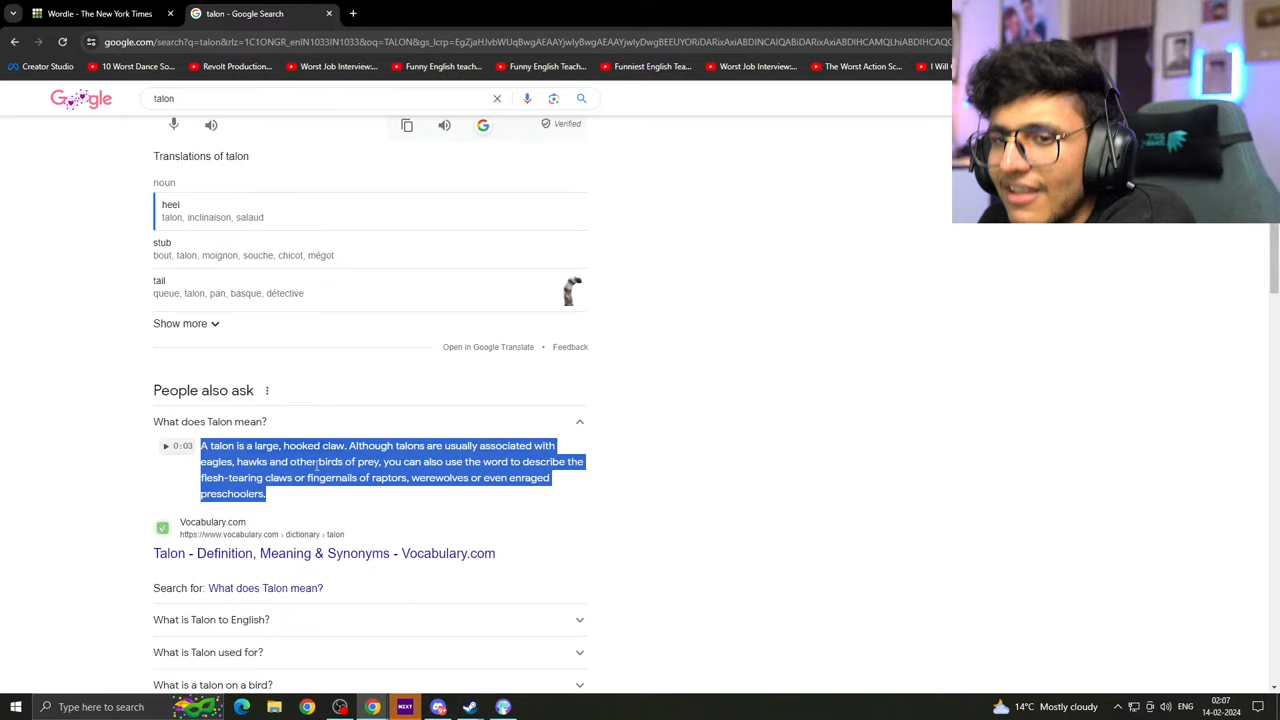 Wordle - The New York Times
talon - Google Search
google.com/search?q=talon&rlz=1C1ONGR_enIN1033IN1033&oq=TALON&gs_lcrp=
Creator Studio
10 Worst Dance So...
Revolt Production...
Funny English teac...
Funny English Teac...
Funniest English Te...
Worst Job Interview...
Worst Job Interview...
The Worst Action Sc...
I Will
Google
talon
Verified
Translations of talon
noun
heel
talon, inclinaison, salaud
stub
bout, talon, moignon, souche, chicot, mégot
tail
queue, talon, pan, basque, détective
Show more
Open in Google Translate • Feedback
People also ask
What does Talon mean?
0:03
A talon is a large, hooked claw. Although talons are usually associated with
eagles, hawks and other birds of prey, you can also use the word to describe the
flesh-tearing claws or fingernails of raptors, werewolves or even enraged
preschoolers.
Vocabulary.com
https://www.vocabulary.com › dictionary › talon
Talon - Definition, Meaning & Synonyms - Vocabulary.com
Search for: What does Talon mean?
What is Talon to English?
What is Talon used for?
What is a talon on a bird?
Type here to search
NZXT
14°C Mostly cloudy
ENG
02:07
14-02-2024